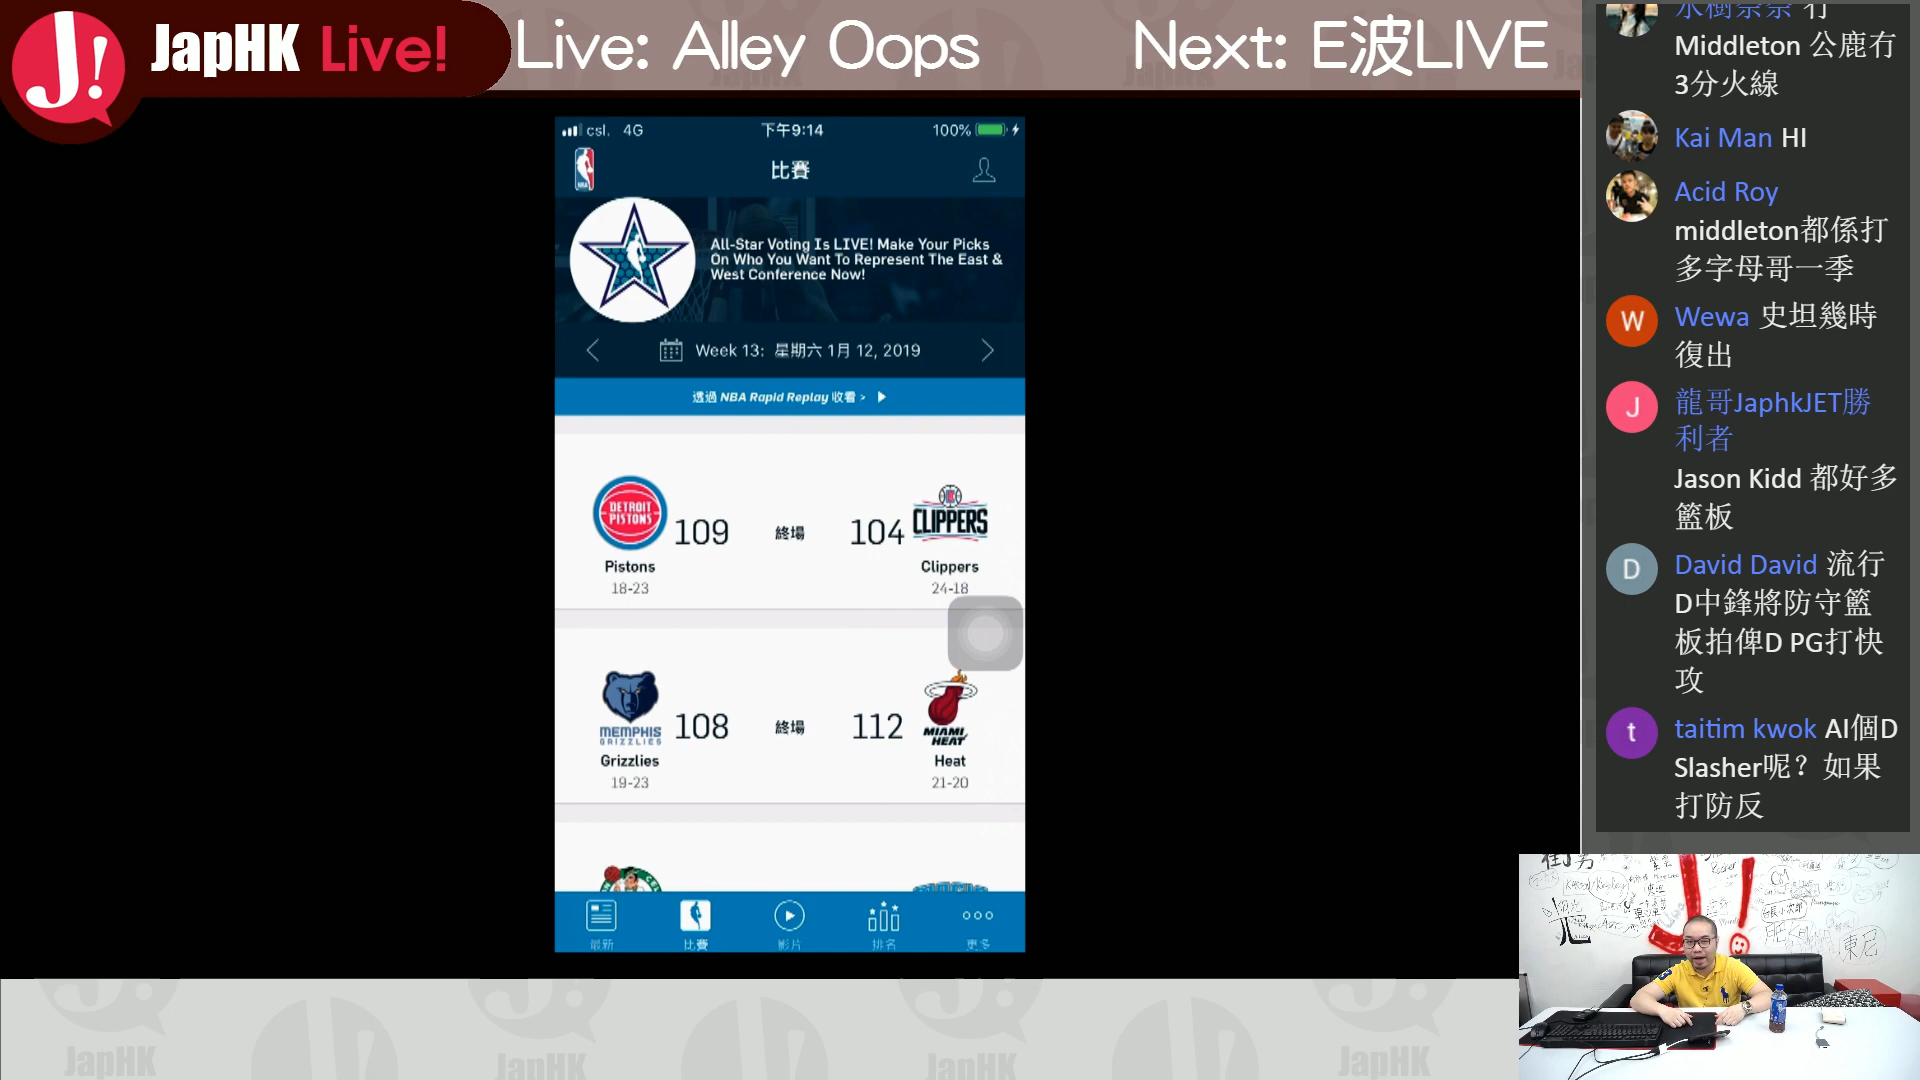 J!
JapHK Live!
Live: Alley Oops
Next: E波LIVE
csl. 4G
下午9:14
100%
比賽
All-Star Voting Is LIVE! Make Your Picks
On Who You Want To Represent The East &
West Conference Now!
Week 13: 星期六 1月 12, 2019
透過 NBA Rapid Replay 收看 >
DETROIT
PISTONS
109
終場
104
CLIPPERS
Pistons
Clippers
18-23
24-18
MEMPHIS
GRIZZLIES
108
終場
112
MIAMI
HEAT
Grizzlies
Heat
19-23
21-20
最新
比賽
影片
排名
更多
水樹奈奈 冇
Middleton 公鹿冇
3分火線
Kai Man HI
Acid Roy
middleton都係打
多字母哥一季
W
Wewa 史坦幾時
復出
J
龍哥JaphkJET勝
利者
Jason Kidd 都好多
籃板
D
David David 流行
D中鋒將防守籃
板拍俾D PG打快
攻
t
taitim kwok AI個D
Slasher呢？如果
打防反
JapHK
JapHK
JapHK
JapHK
東尼